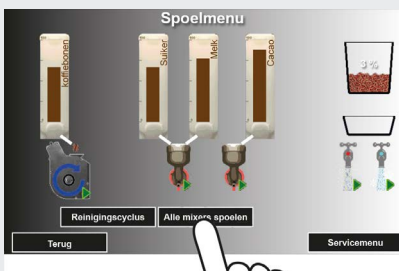 Spoelmenu
koffiebonen
Suiker
Melk
Cacao
3 %
Reinigingscyclus
Alle mixers spoelen
Terug
Servicemenu